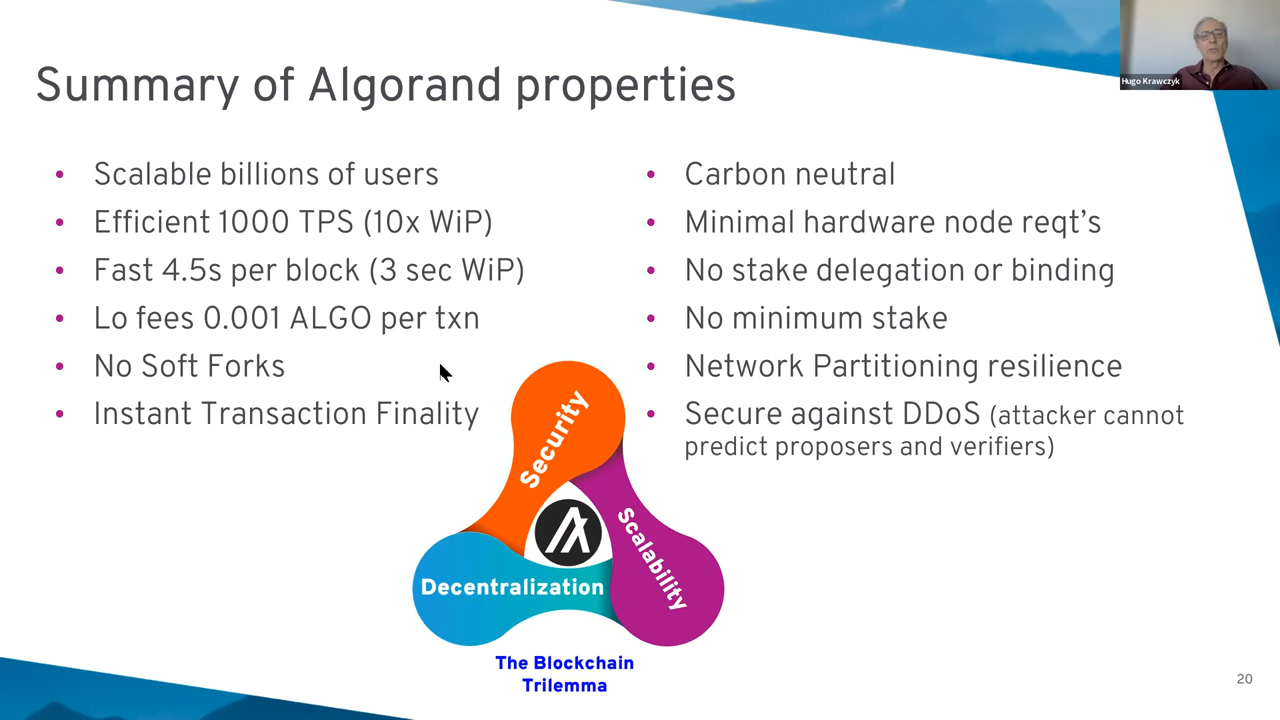 Summary of Algorand properties
Hugo Krawczyk
• Scalable billions of users
• Efficient 1000 TPS (10x WiP)
• Fast 4.5s per block (3 sec WiP)
• Lo fees 0.001 ALGO per txn
• No Soft Forks
• Instant Transaction Finality
• Carbon neutral
• Minimal hardware node reqt’s
• No stake delegation or binding
• No minimum stake
• Network Partitioning resilience
• Secure against DDoS (attacker cannot
predict proposers and verifiers)
Security
Scalability
Decentralization
The Blockchain
Trilemma
20